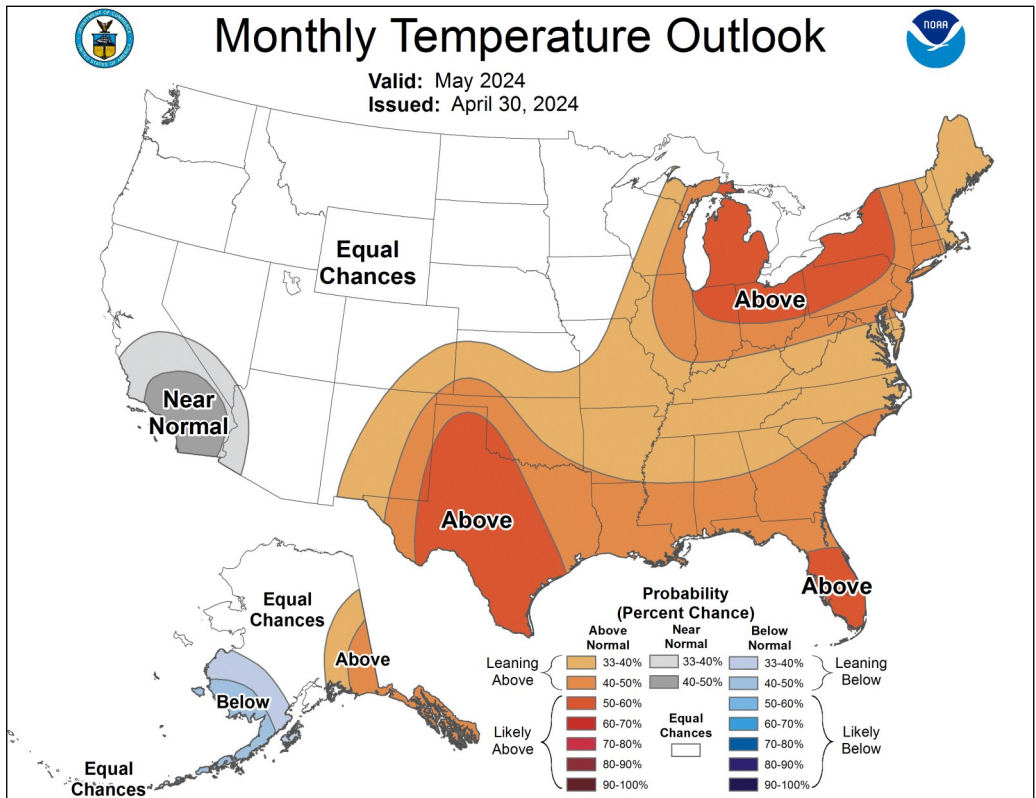 Monthly Temperature Outlook
NOAA
Valid: May 2024
Issued: April 30, 2024
Equal
Chances
Above
Near
Normal
Above
Above
Equal
Chances
Above
Below
Equal
Chances
Probability
(Percent Chance)
Above
Normal
Near
Normal
Below
Normal
Leaning
Above
33-40%
33-40%
33-40%
Leaning
Below
40-50%
40-50%
40-50%
Likely
Above
50-60%
50-60%
60-70%
60-70%
70-80%
70-80%
80-90%
80-90%
90-100%
90-100%
Equal
Chances
Likely
Below